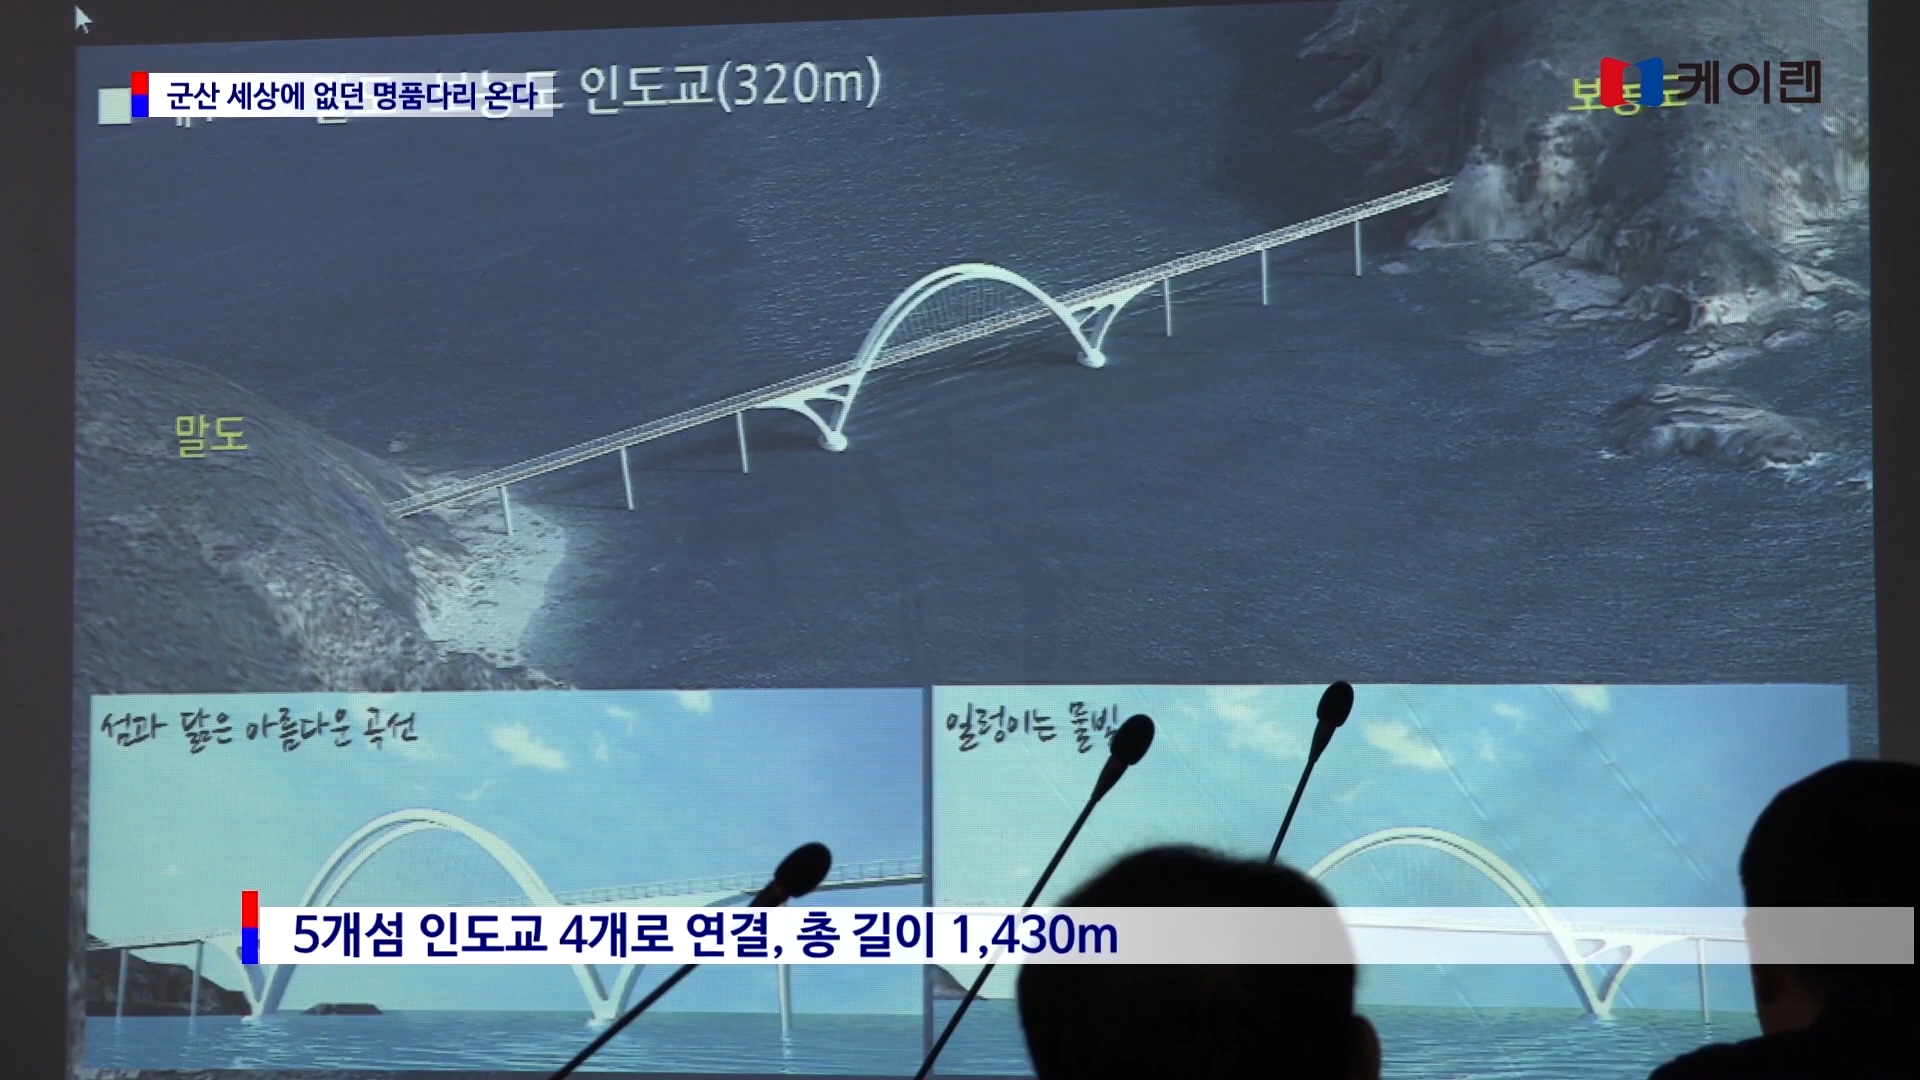 군산 세상에 없던 명품다리 온다
인도교(320m)
케이랜
말도
섬과 닮은 아름다운 곡선
일렁이는 물빛
5개섬 인도교 4개로 연결, 총 길이 1,430m